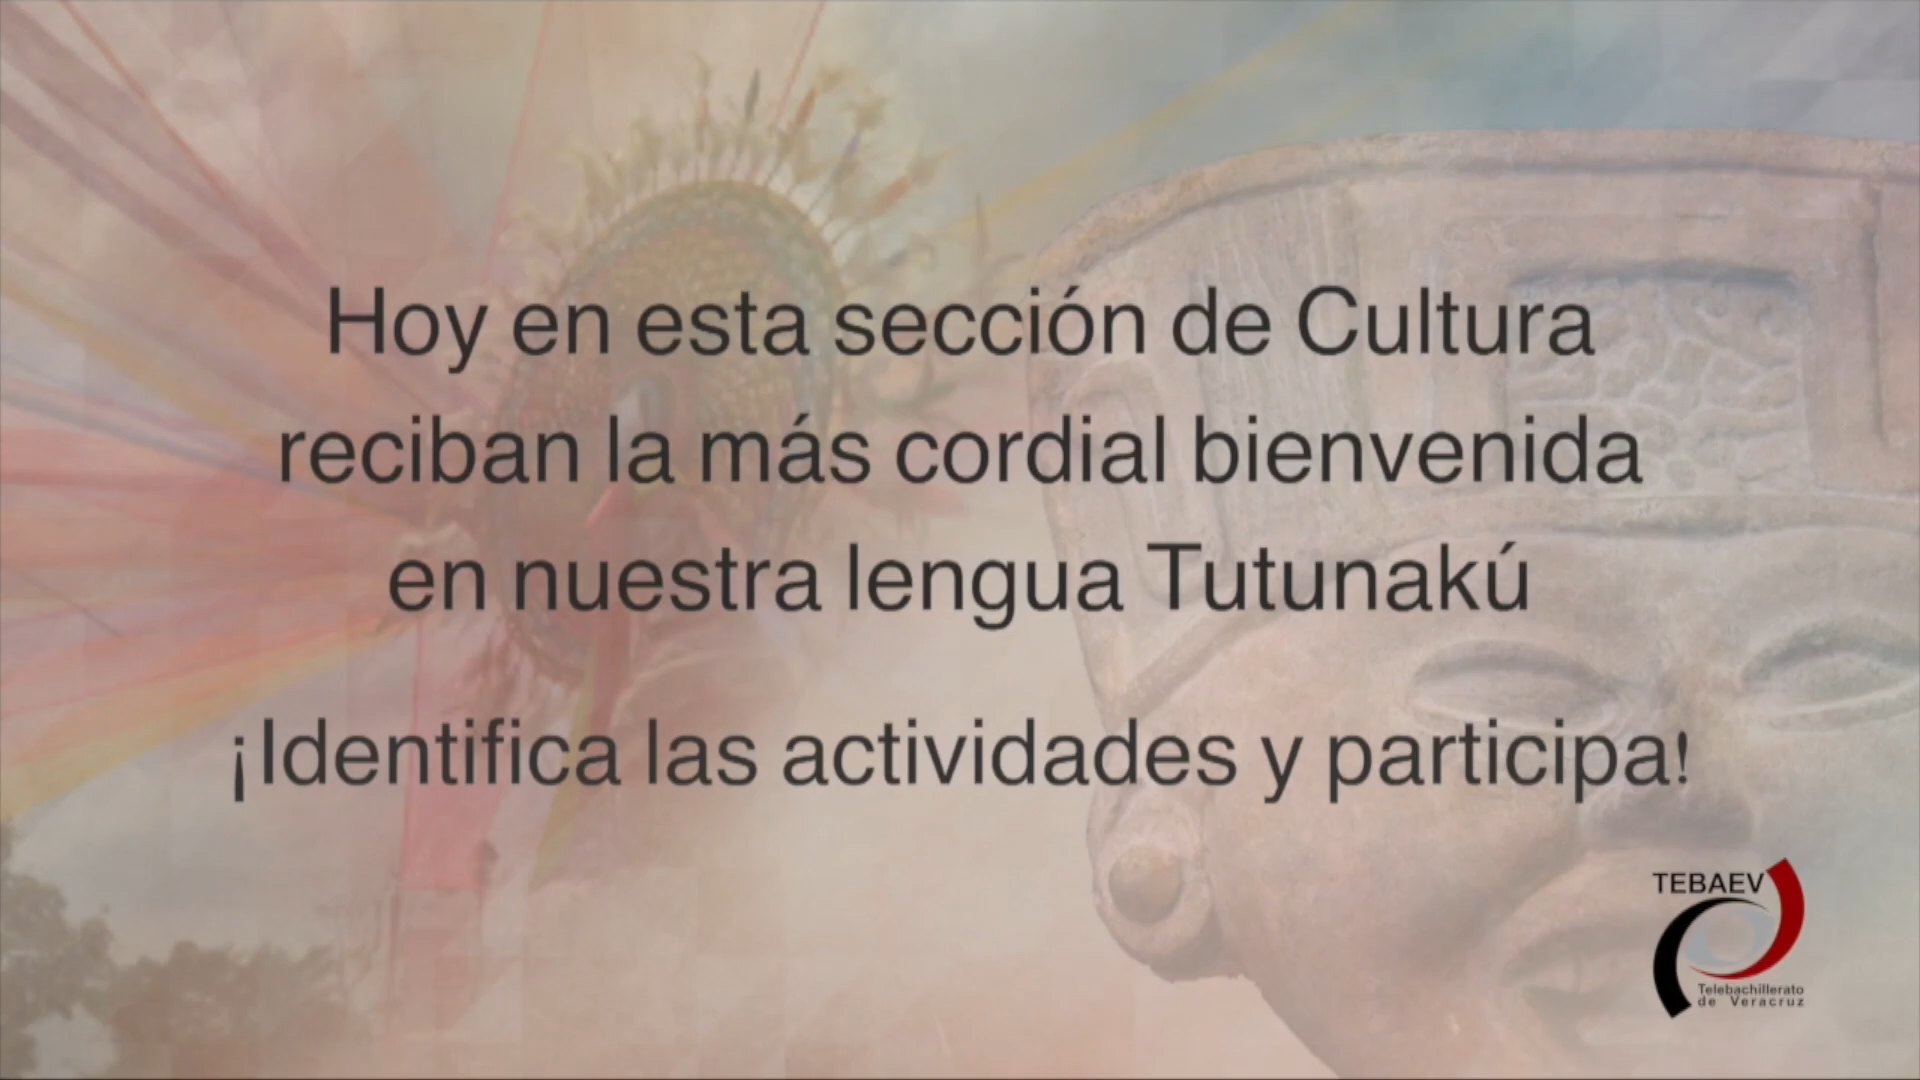 Hoy en esta sección de Cultura
reciban la más cordial bienvenida
en nuestra lengua Tutunakú
¡Identifica las actividades y participa!
TEBAEV
Telebachillerato
de Veracruz